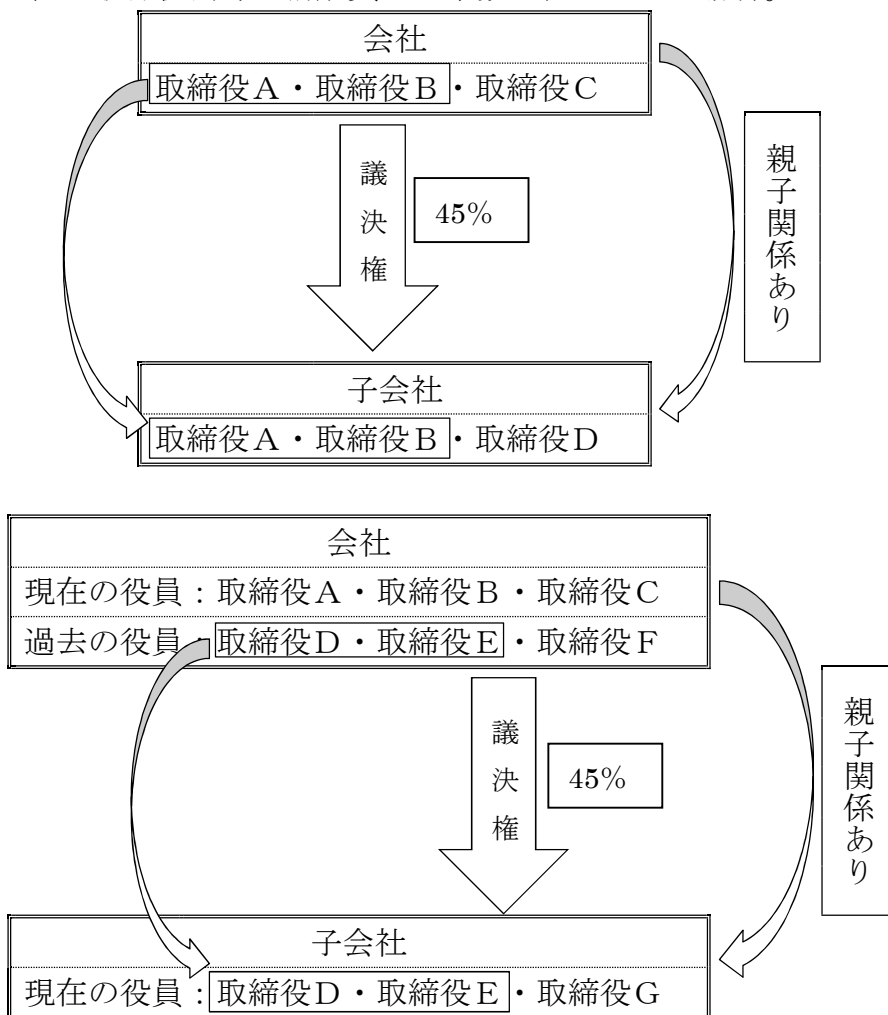 会社
取締役A・取締役B・取締役C
議決権
45%
親子関係あり
子会社
取締役A・取締役B・取締役D
会社
現在の役員:取締役A・取締役B・取締役C
過去の役員:取締役D・取締役E・取締役F
議決権
45%
親子関係あり
子会社
現在の役員:取締役D・取締役E・取締役G